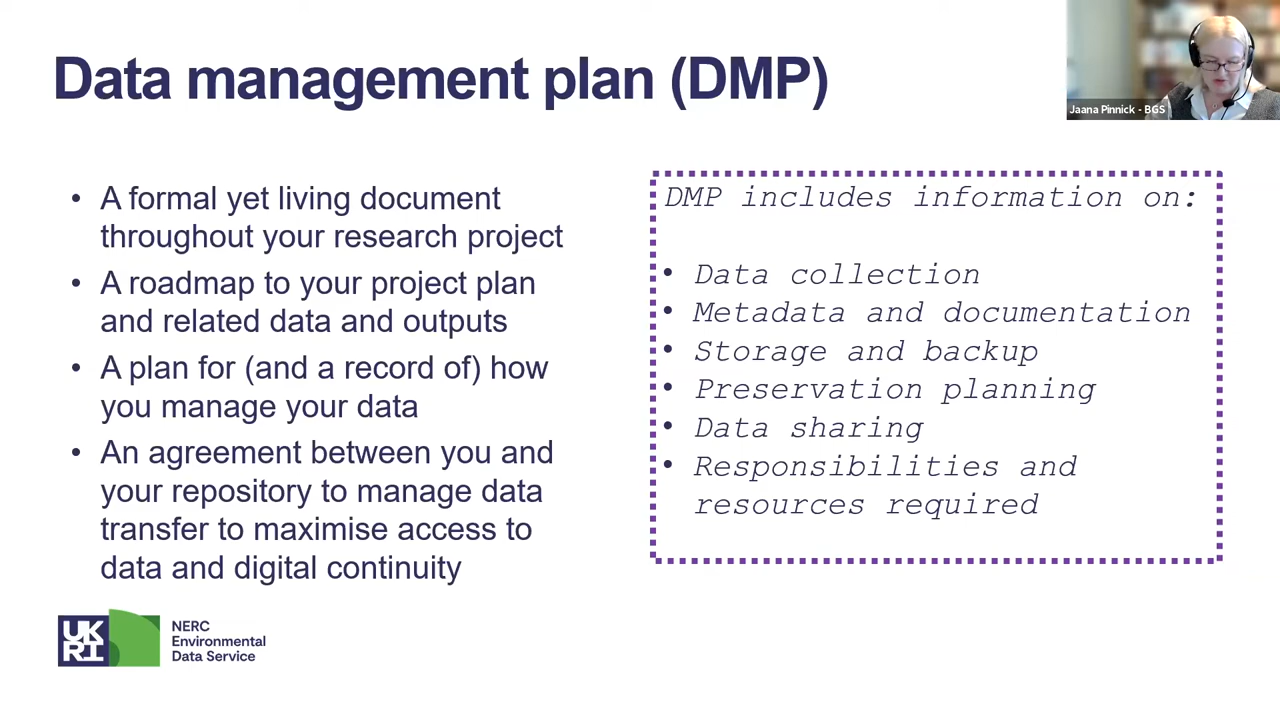 Data management plan (DMP)
Jaana Pinnick - BGS
• A formal yet living document
throughout your research project
• A roadmap to your project plan
and related data and outputs
• A plan for (and a record of) how
you manage your data
• An agreement between you and
your repository to manage data
transfer to maximise access to
data and digital continuity
DMP includes information on:
• Data collection
• Metadata and documentation
• Storage and backup
• Preservation planning
• Data sharing
• Responsibilities and
resources required
UK
RI
NERC
Environmental
Data Service